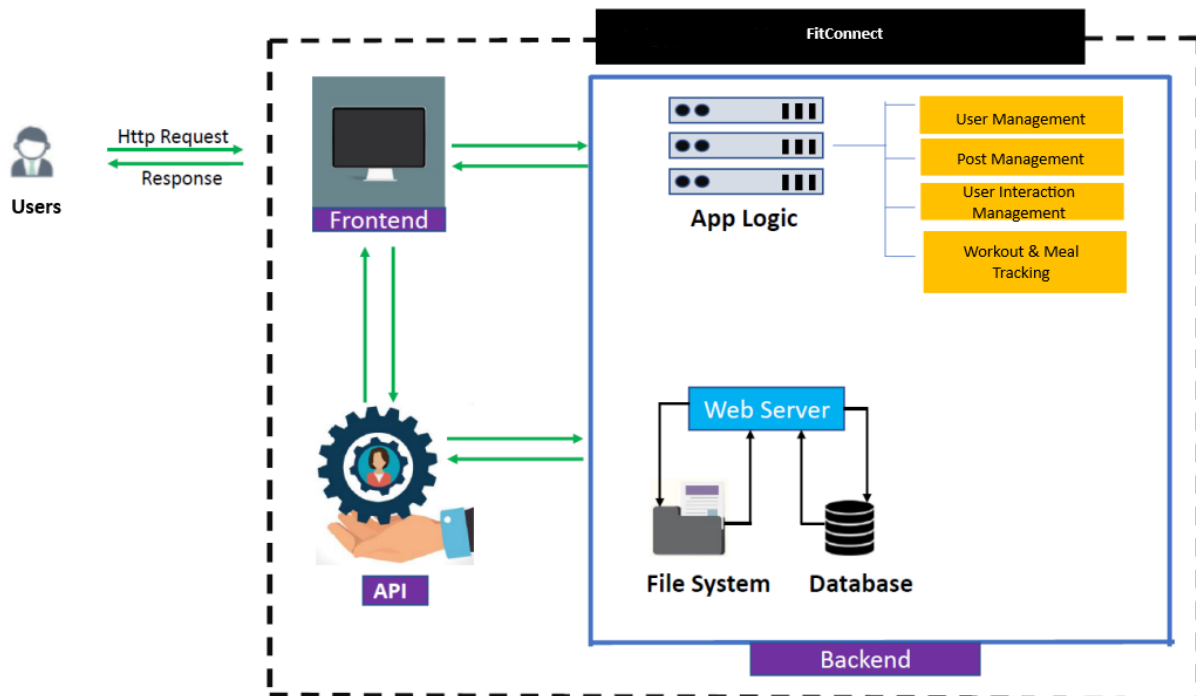 FitConnect
Http Request
Response
Users
Frontend
App Logic
User Management
Post Management
User Interaction
Management
Workout & Meal
Tracking
API
Web Server
File System
Database
Backend